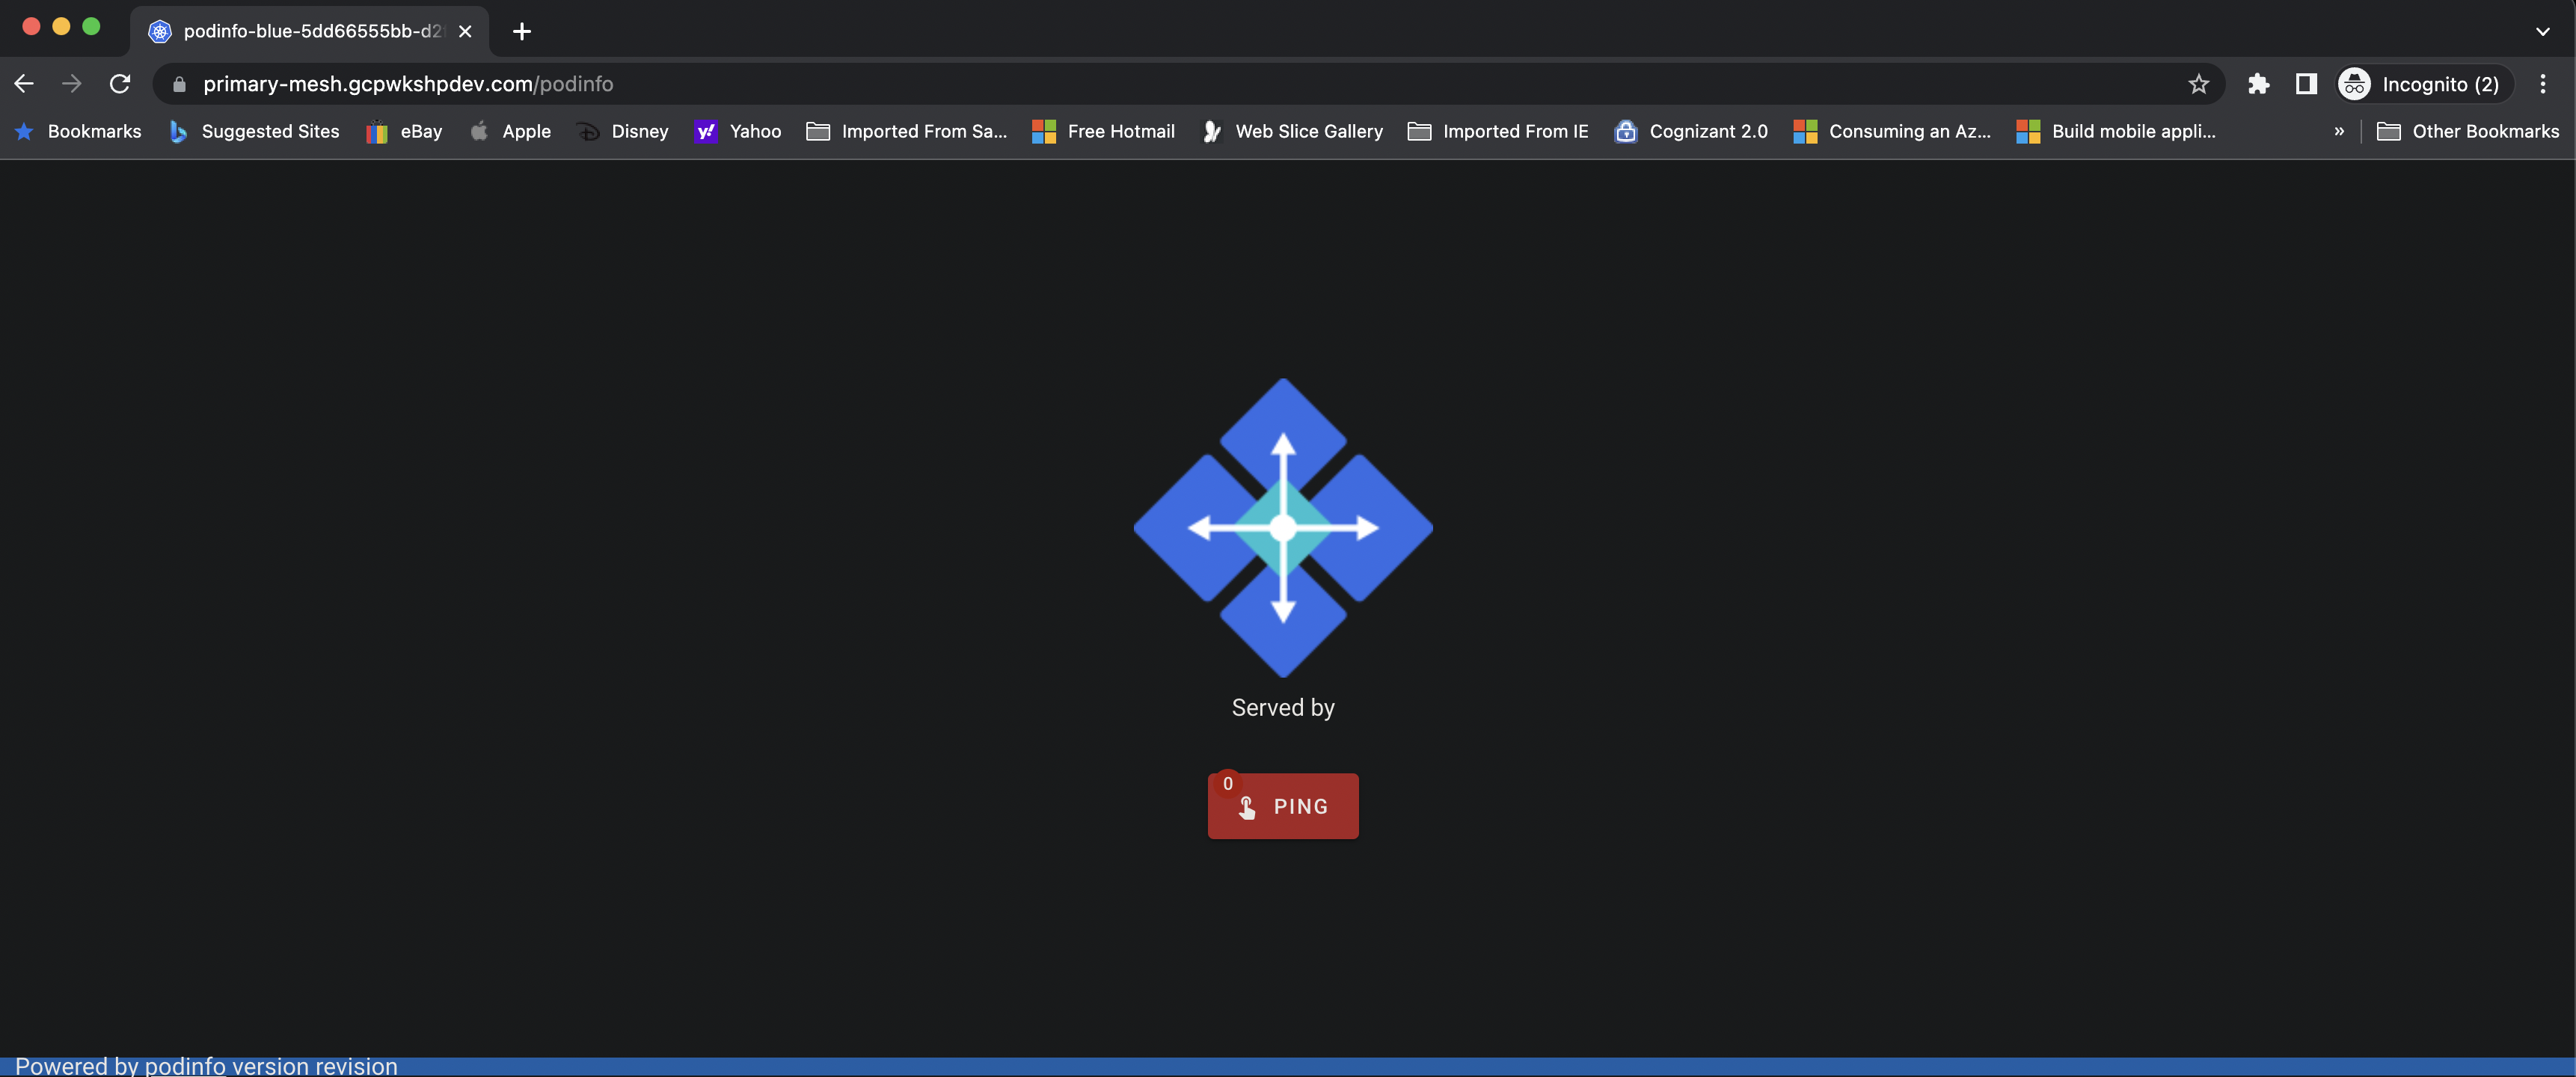 podinfo-blue-5dd66555bb-d2
primary-mesh.gcpwkshpdev.com/podinfo
Incognito (2)
Bookmarks
Suggested Sites
eBay
Apple
Disney
Yahoo
Imported From Sa...
Free Hotmail
Web Slice Gallery
Imported From IE
Cognizant 2.0
Consuming an Az...
Build mobile appli...
»
Other Bookmarks
Served by
0
PING
Powered by podinfo version revision